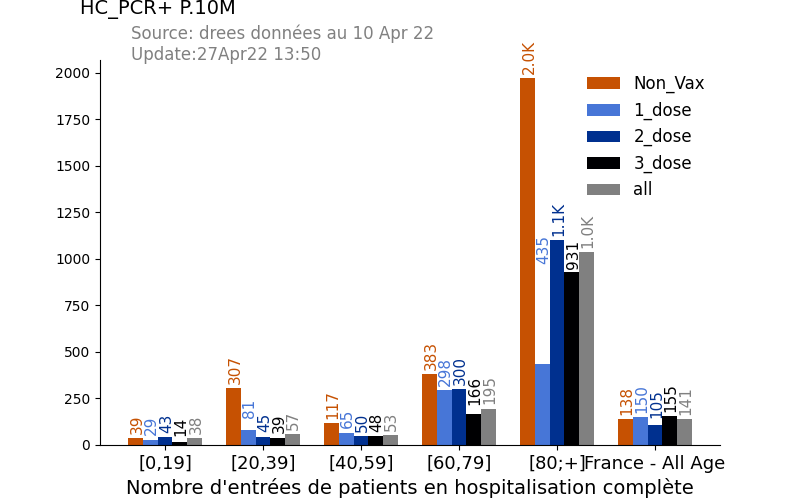 HC_PCR+ P.10M
Source: drees données au 10 Apr 22
Update:27Apr22 13:50
2000
1750
1500
1250
1000
750
500
250
0
Non_Vax
1_dose
2_dose
3_dose
all
39 29 43 14 38
307 81 45 39 57
117 65 50 48 53
383 298 300 166 195
2.0K 435 1.1K 931 1.0K
138 150 105 155 141
[0,19] [20,39] [40,59] [60,79] [80;+] France - All Age
Nombre d'entrées de patients en hospitalisation complète